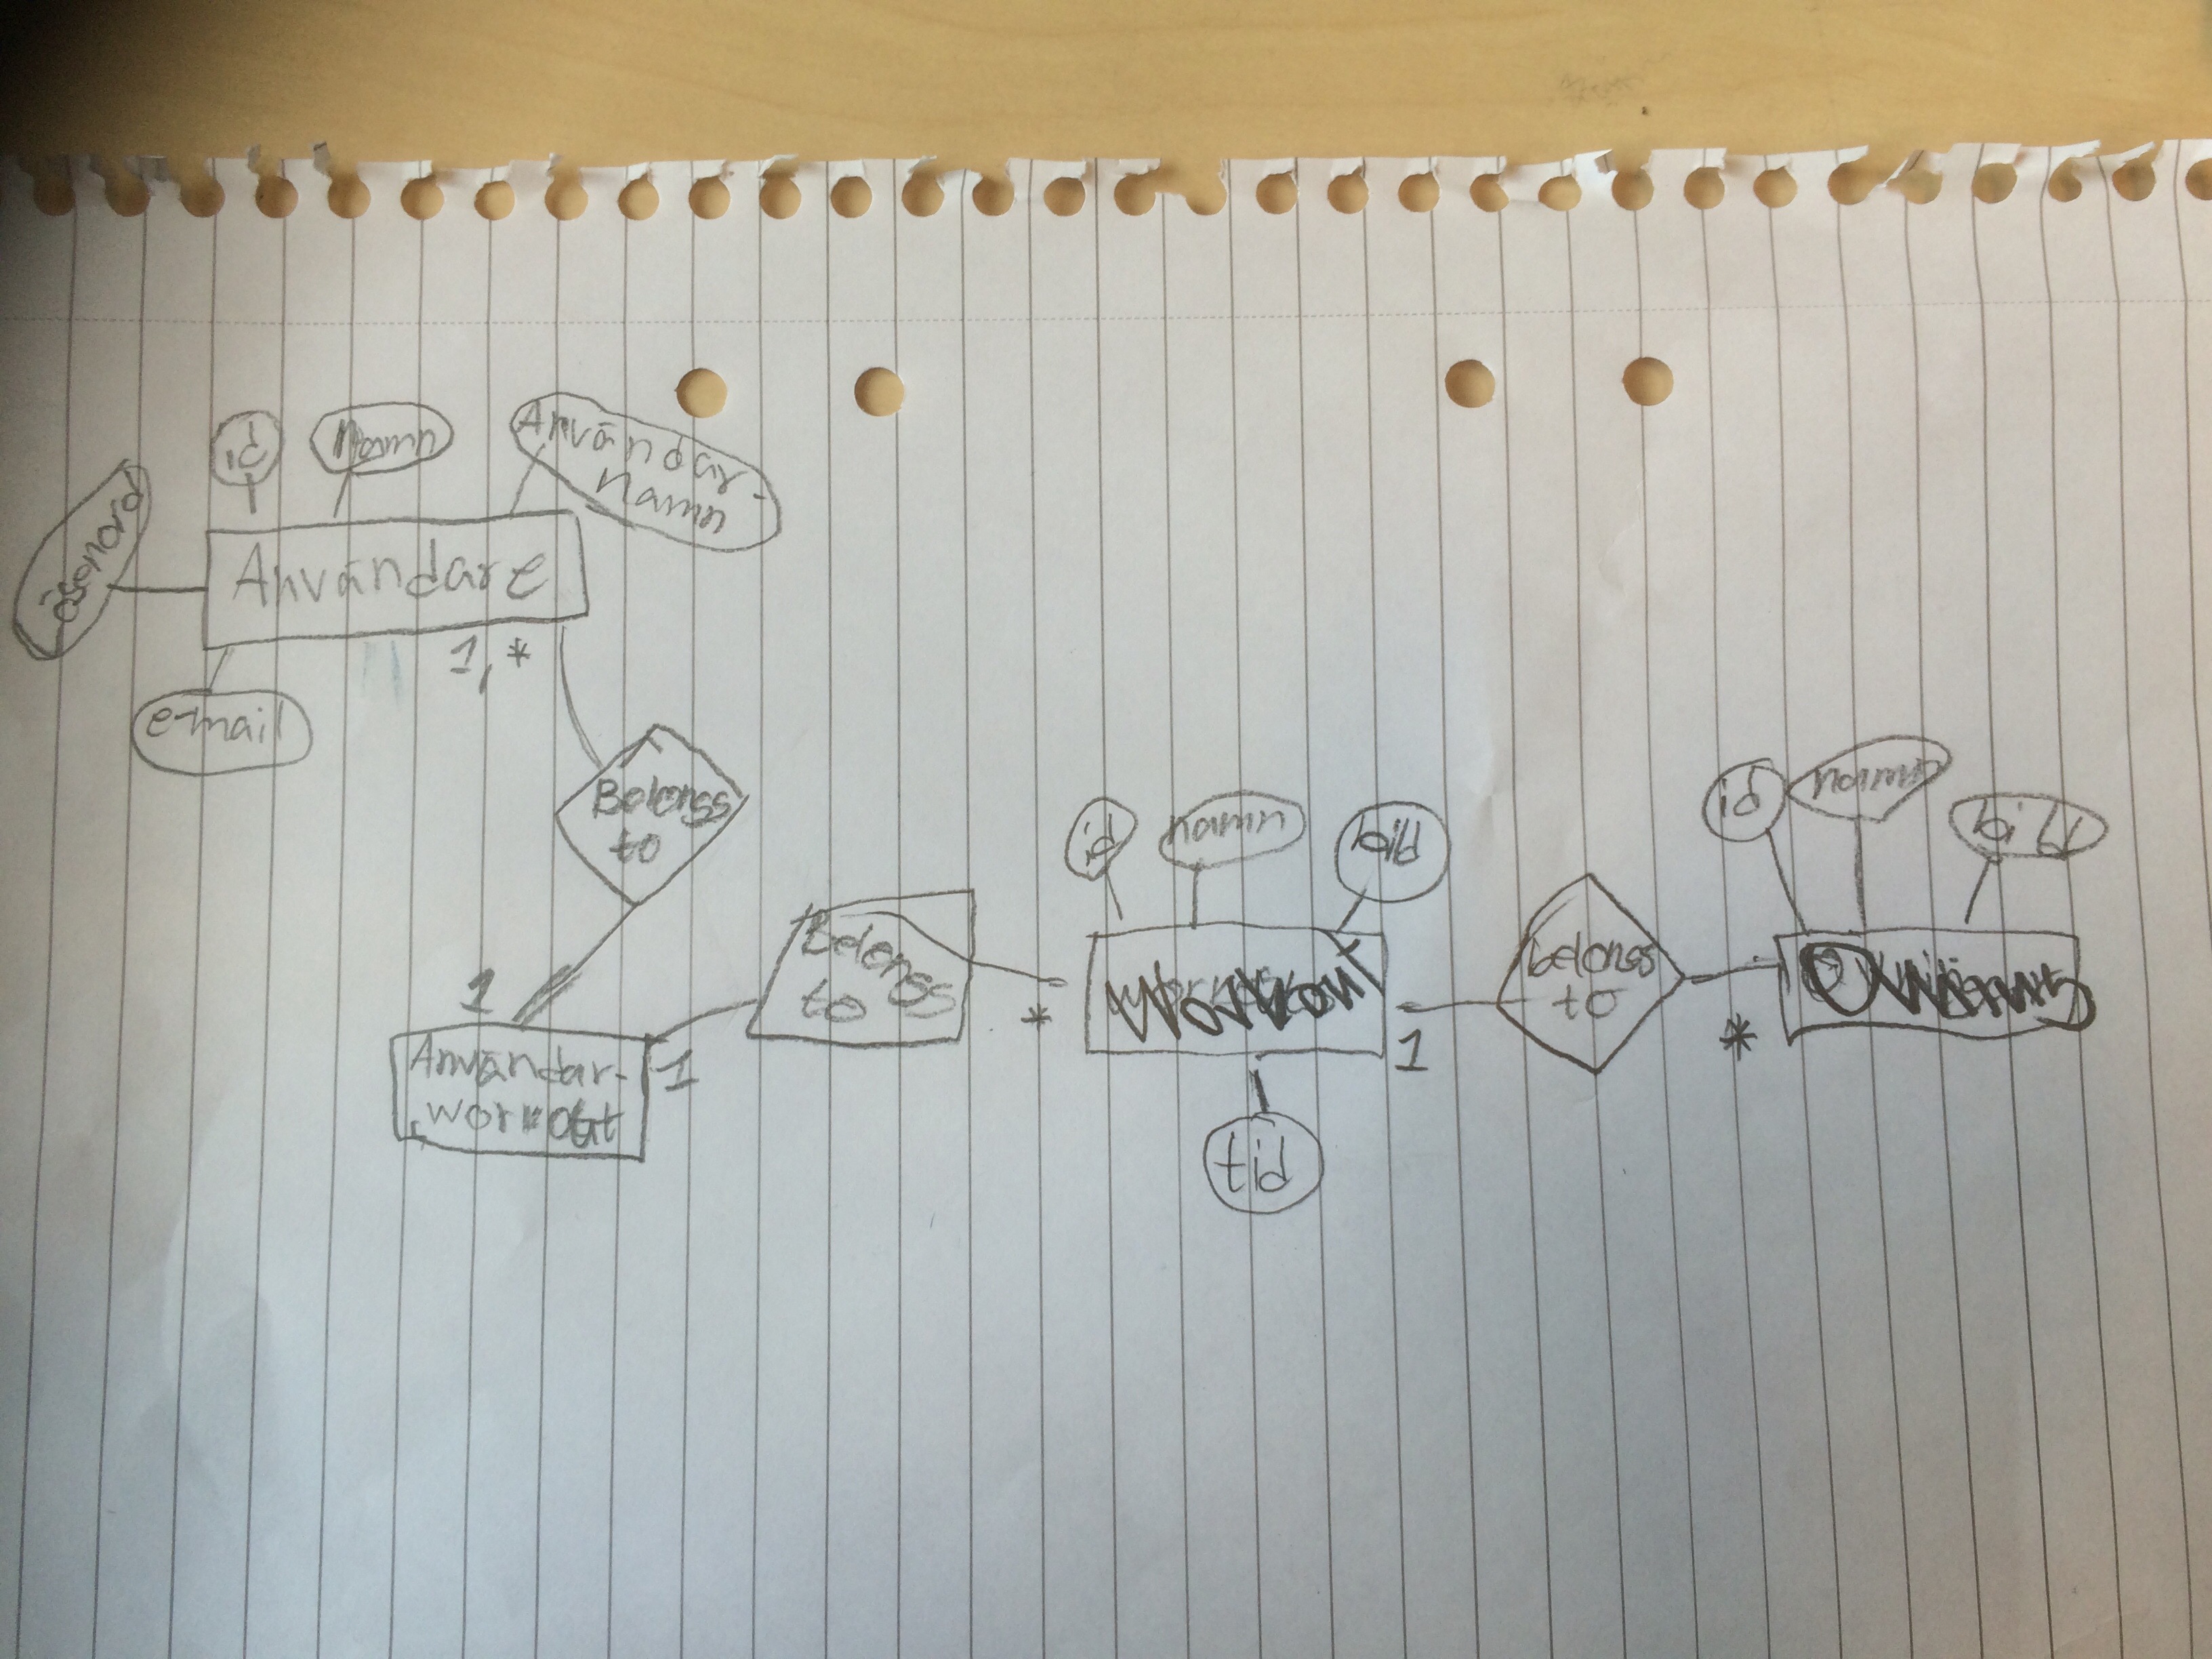 id
namn
Användar-
namn
lösenord
Användare
1,*
e-mail
Belongs
to
id
namn
bild
id
namn
bild
Belongs
to
belongs
to
1
*
Workout
1
*
Användar-
workout
1
tid